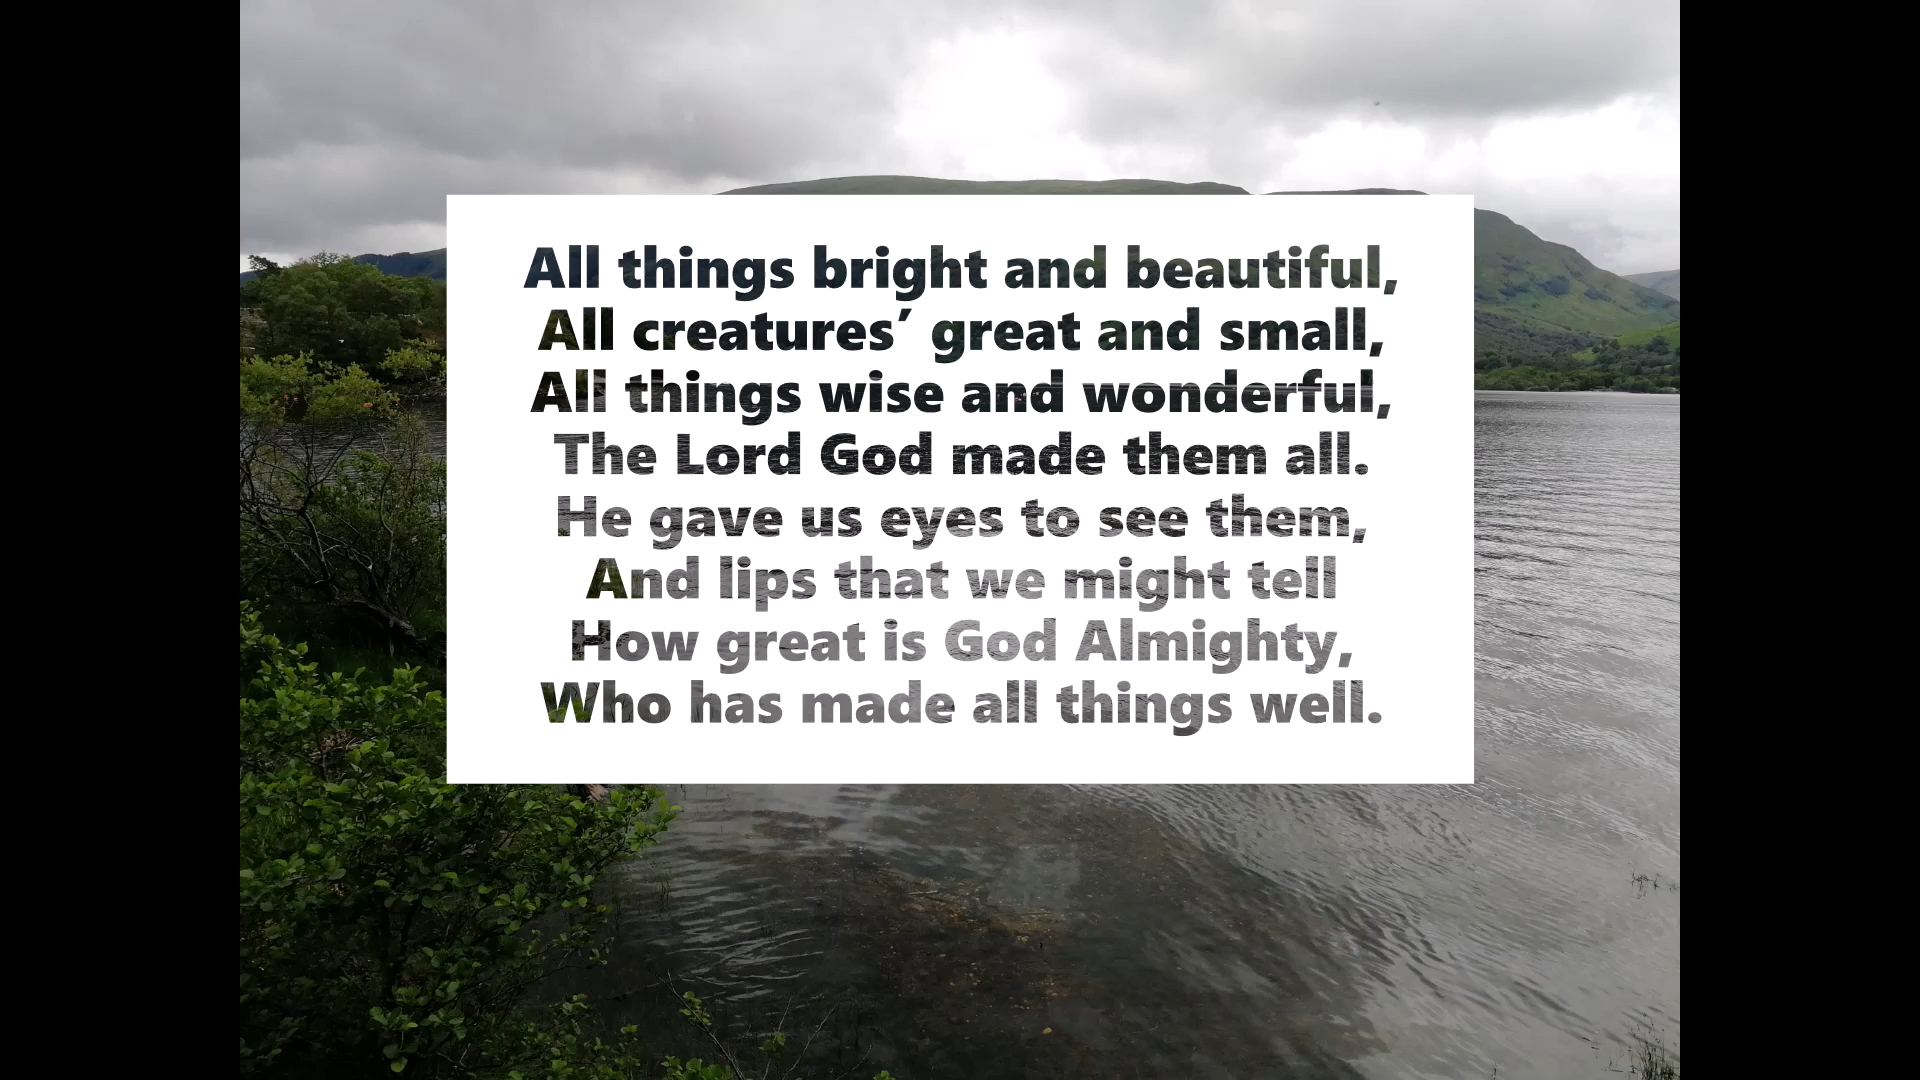 All things bright and beautiful,
All creatures’ great and small,
All things wise and wonderful,
The Lord God made them all.
He gave us eyes to see them,
And lips that we might tell
How great is God Almighty,
Who has made all things well.